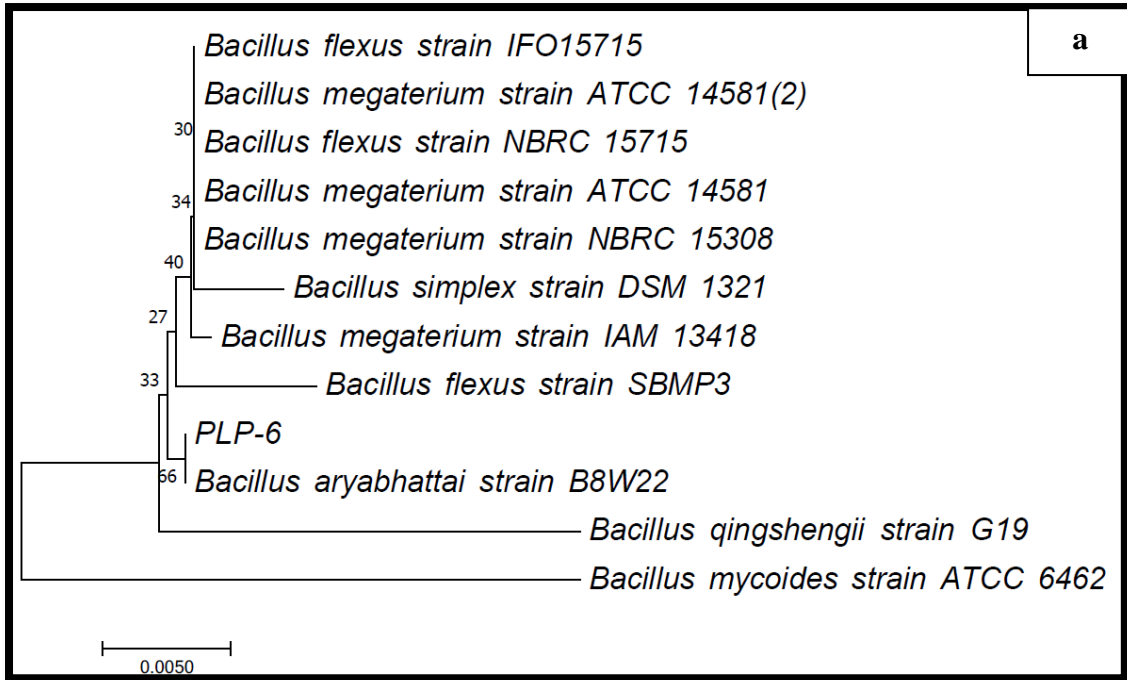 a
Bacillus flexus strain IFO15715
Bacillus megaterium strain ATCC 14581(2)
30
Bacillus flexus strain NBRC 15715
Bacillus megaterium strain ATCC 14581
34
Bacillus megaterium strain NBRC 15308
40
Bacillus simplex strain DSM 1321
27
Bacillus megaterium strain IAM 13418
33
Bacillus flexus strain SBMP3
PLP-6
66
Bacillus aryabhattai strain B8W22
Bacillus qingshengii strain G19
Bacillus mycoides strain ATCC 6462
0.0050